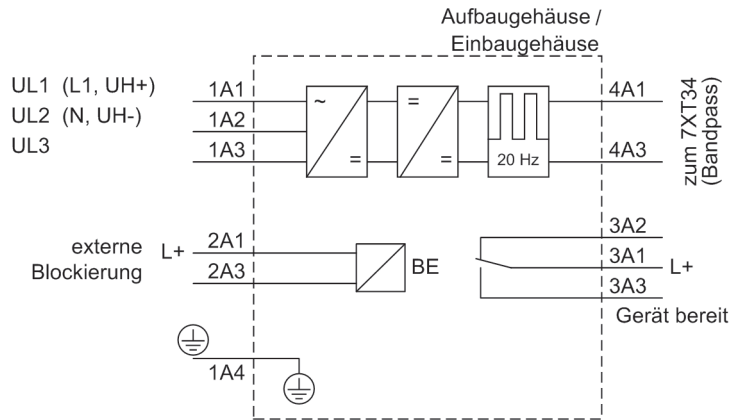 Aufbaugehäuse /
Einbaugehäuse
UL1 (L1, UH+)
UL2 (N, UH-)
UL3
1A1
1A2
1A3
~
=
=
=
20 Hz
4A1
4A3
zum 7XT34
(Bandpass)
externe
Blockierung
L+
2A1
2A3
BE
3A2
3A1
L+
3A3
Gerät bereit
1A4